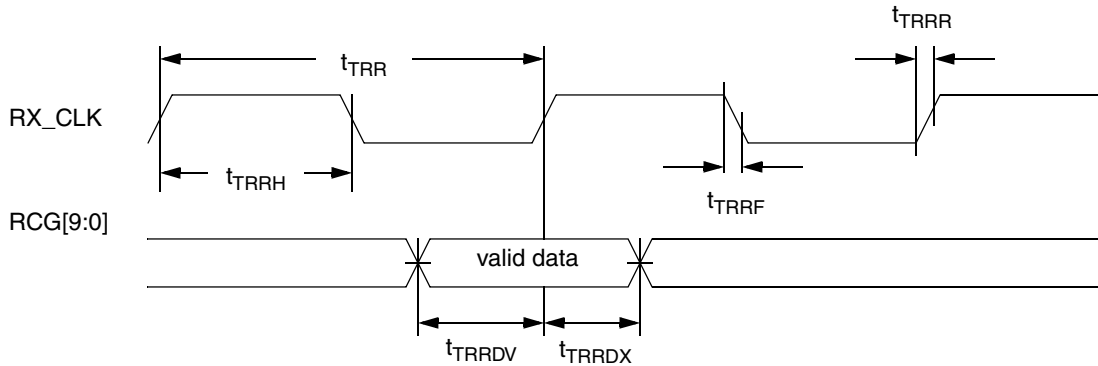 tTRRR
tTRR
RX_CLK
tTRRH
tTRRF
RCG[9:0]
valid data
tTRRDV
tTRRDX